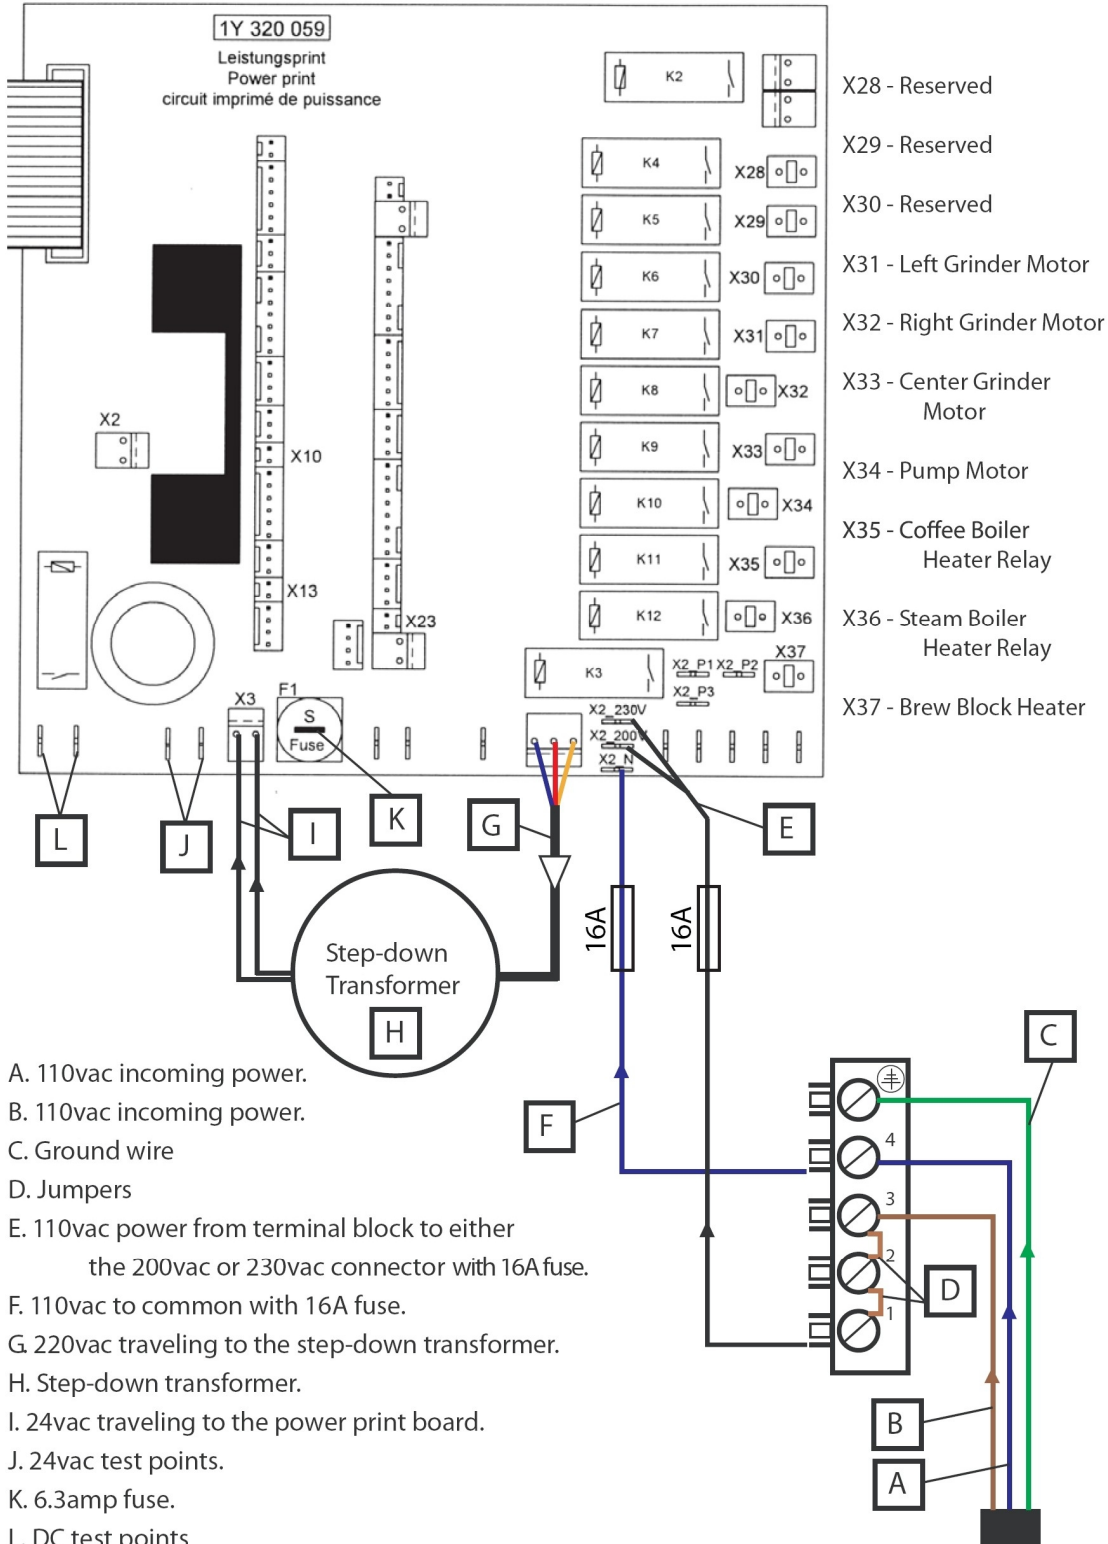 1Y 320 059
Leistungsprint
Power print
circuit imprimé de puissance
K2
X28 - Reserved
X29 - Reserved
X30 - Reserved
X31 - Left Grinder Motor
X32 - Right Grinder Motor
X33 - Center Grinder
Motor
X34 - Pump Motor
X35 - Coffee Boiler
Heater Relay
X36 - Steam Boiler
Heater Relay
X37 - Brew Block Heater
K4
X28
K5
X29
K6
X30
K7
X31
K8
X32
K9
X33
K10
X34
K11
X35
K12
X36
K3
X37
X2_P1
X2_P2
X2_P3
X2_230V
X2_200V
X2_N
X2
X10
X13
X23
X3
F1
S
Fuse
L
J
I
K
G
E
16A
16A
Step-down
Transformer
H
C
F
4
3
2
1
D
B
A
A. 110vac incoming power.
B. 110vac incoming power.
C. Ground wire
D. Jumpers
E. 110vac power from terminal block to either
the 200vac or 230vac connector with 16A fuse.
F. 110vac to common with 16A fuse.
G. 220vac traveling to the step-down transformer.
H. Step-down transformer.
I. 24vac traveling to the power print board.
J. 24vac test points.
K. 6.3amp fuse.
L. DC test points